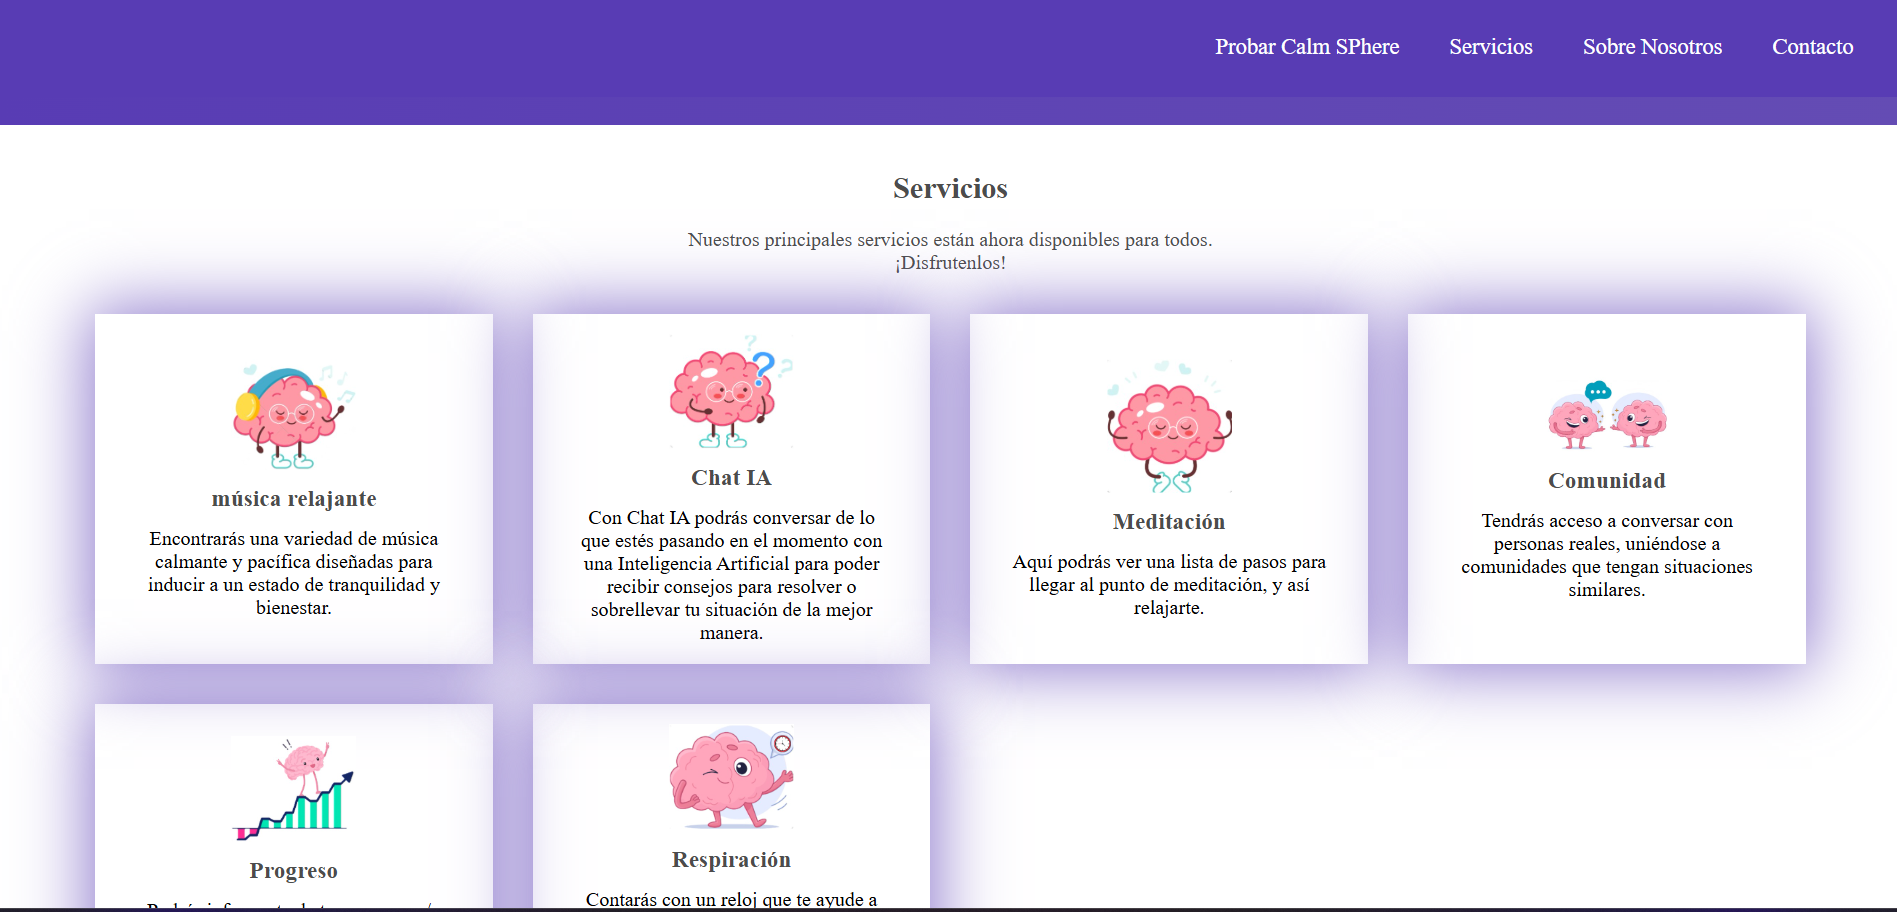 Probar Calm SPhere
Servicios
Sobre Nosotros
Contacto
Servicios
Nuestros principales servicios están ahora disponibles para todos.
¡Disfrutenlos!
música relajante
Encontrarás una variedad de música
calmante y pacífica diseñadas para
inducir a un estado de tranquilidad y
bienestar.
Chat IA
Con Chat IA podrás conversar de lo
que estés pasando en el momento con
una Inteligencia Artificial para poder
recibir consejos para resolver o
sobrellevar tu situación de la mejor
manera.
Meditación
Aquí podrás ver una lista de pasos para
llegar al punto de meditación, y así
relajarte.
Comunidad
Tendrás acceso a conversar con
personas reales, uniéndose a
comunidades que tengan situaciones
similares.
Progreso
Respiración
Contarás con un reloj que te ayude a